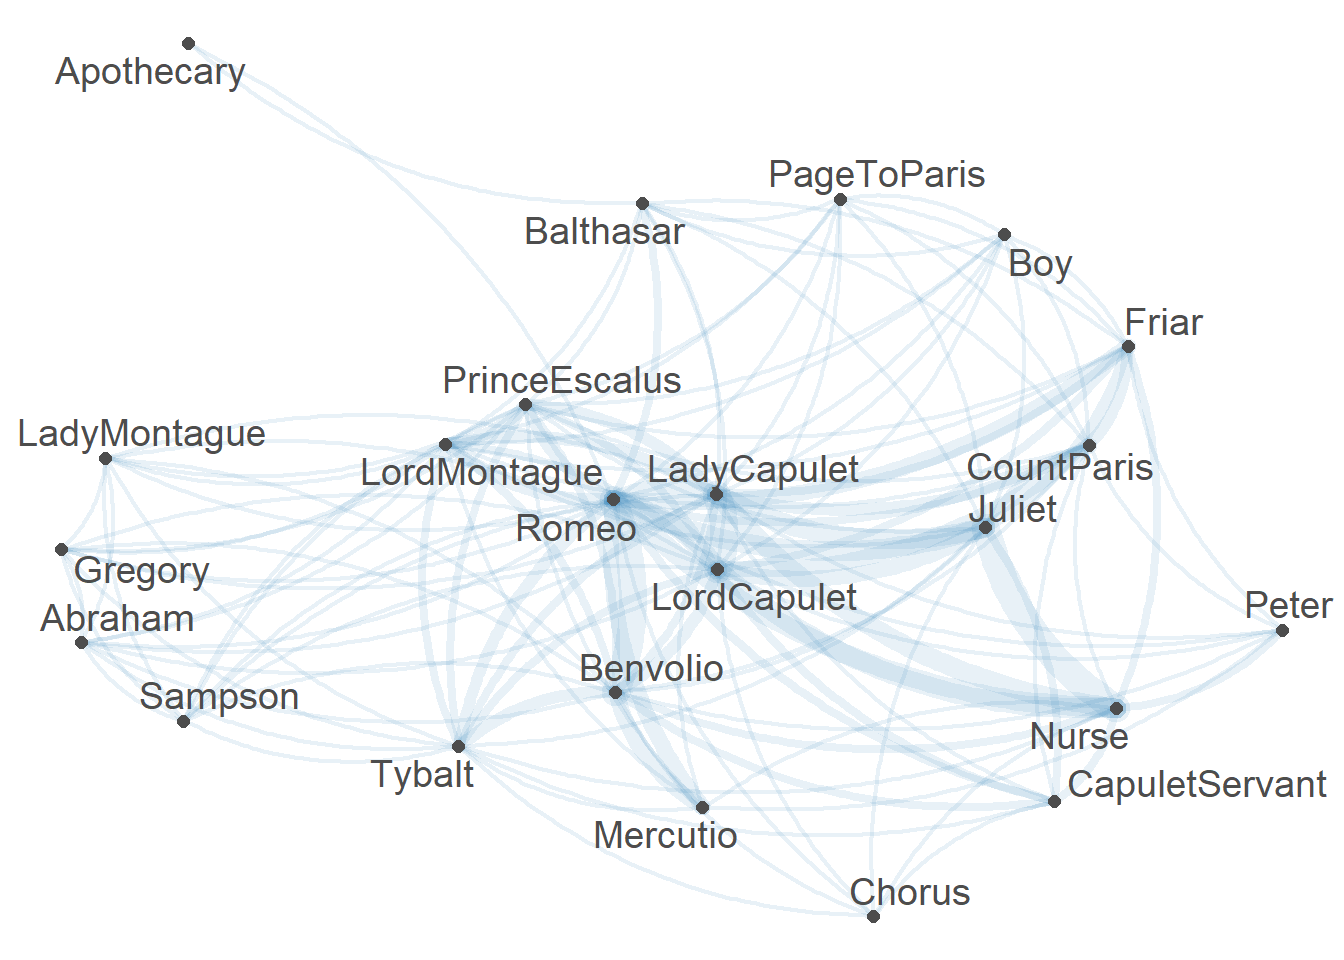 Apothecary
PageToParis
Balthasar
Boy
Friar
PrinceEscalus
LadyMontague
LordMontague
LadyCapulet
CountParis
Juliet
Romeo
Gregory
LordCapulet
Abraham
Peter
Benvolio
Sampson
Nurse
Tybalt
CapuletServant
Mercutio
Chorus